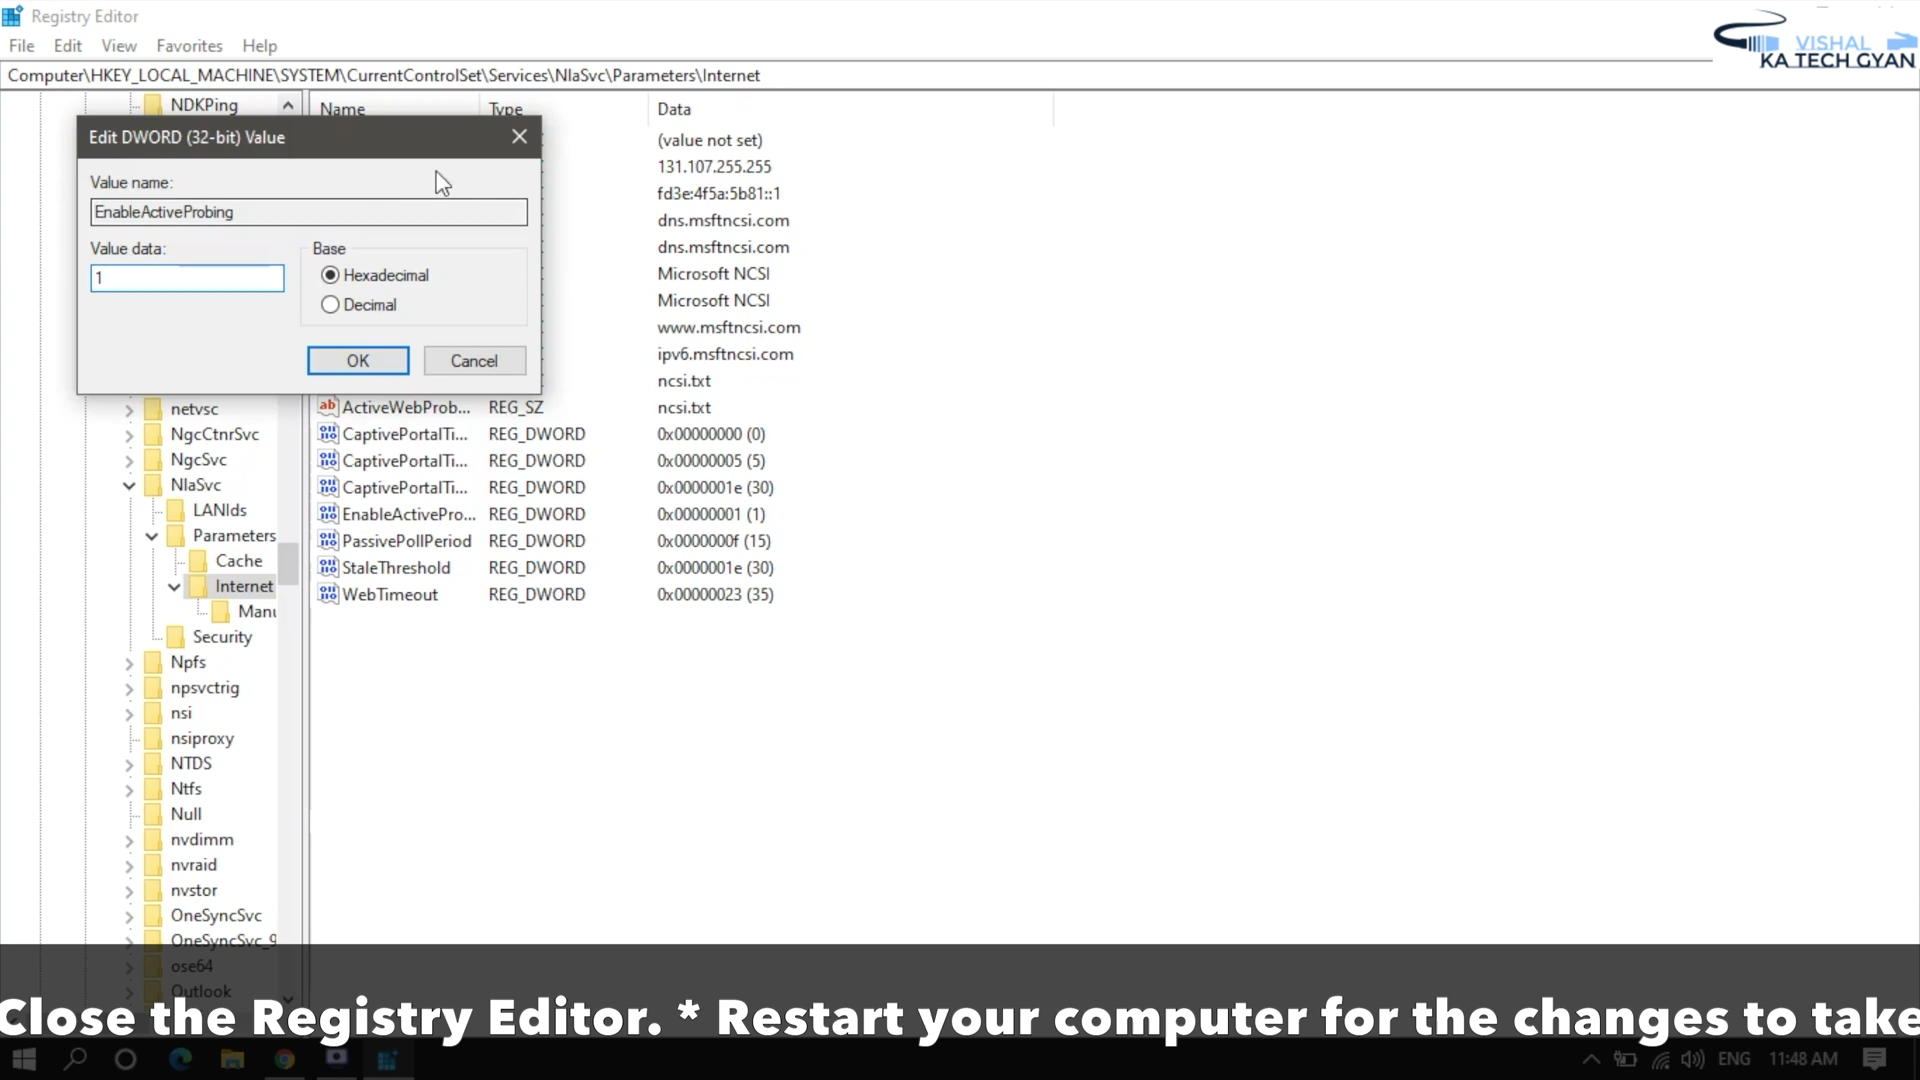 Registry Editor
VISHAL
KA TECH GYAN
File Edit View Favorites Help
Computer\HKEY_LOCAL_MACHINE\SYSTEM\CurrentControlSet\Services\NlaSvc\Parameters\Internet
NDKPing
Name Type Data
Edit DWORD (32-bit) Value
Value name:
EnableActiveProbing
Value data:
1
Base
Hexadecimal
Decimal
OK Cancel
(value not set)
131.107.255.255
fd3e:4f5a:5b81::1
dns.msftncsi.com
dns.msftncsi.com
Microsoft NCSI
Microsoft NCSI
www.msftncsi.com
ipv6.msftncsi.com
ncsi.txt
ActiveWebProb... REG_SZ ncsi.txt
CaptivePortalTi... REG_DWORD 0x00000000 (0)
CaptivePortalTi... REG_DWORD 0x00000005 (5)
CaptivePortalTi... REG_DWORD 0x0000001e (30)
EnableActivePro... REG_DWORD 0x00000001 (1)
PassivePollPeriod REG_DWORD 0x0000000f (15)
StaleThreshold REG_DWORD 0x0000001e (30)
WebTimeout REG_DWORD 0x00000023 (35)
netvsc
NgcCtnrSvc
NgcSvc
NlaSvc
LANIds
Parameters
Cache
Internet
Manu
Security
Npfs
npsvctrig
nsi
nsiproxy
NTDS
Ntfs
Null
nvdimm
nvraid
nvstor
OneSyncSvc
OneSyncSvc_9
ose64
Outlook
Close the Registry Editor. * Restart your computer for the changes to take
ENG 11:48 AM